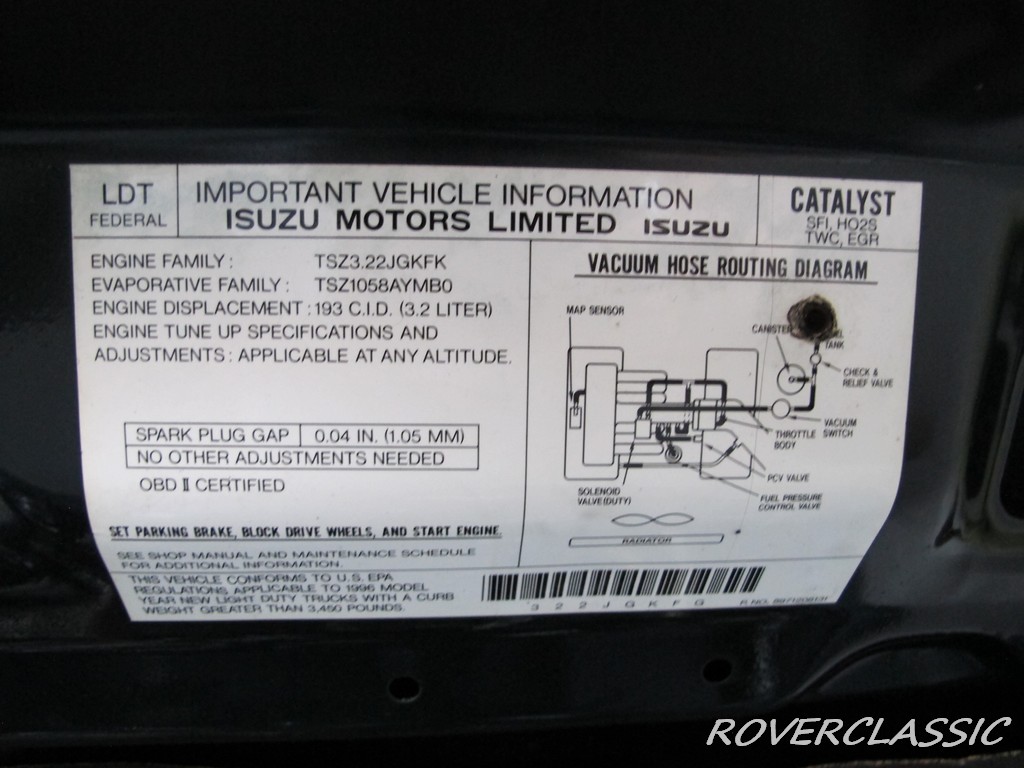 LDT
FEDERAL
IMPORTANT VEHICLE INFORMATION
ISUZU MOTORS LIMITED ISUZU
CATALYST
SFI, HO2S
TWC, EGR
ENGINE FAMILY : TSZ3.22JGKFK
EVAPORATIVE FAMILY : TSZ1058AYMB0
ENGINE DISPLACEMENT : 193 C.I.D. (3.2 LITER)
ENGINE TUNE UP SPECIFICATIONS AND
ADJUSTMENTS : APPLICABLE AT ANY ALTITUDE.
SPARK PLUG GAP 0.04 IN. (1.05 MM)
NO OTHER ADJUSTMENTS NEEDED
OBD II CERTIFIED
SET PARKING BRAKE, BLOCK DRIVE WHEELS, AND START ENGINE.
SEE SHOP MANUAL AND MAINTENANCE SCHEDULE
FOR ADDITIONAL INFORMATION.
VACUUM HOSE ROUTING DIAGRAM
MAP SENSOR
CANISTER
TANK
CHECK &
RELIEF VALVE
VACUUM
SWITCH
THROTTLE
BODY
PCV VALVE
SOLENOID
VALVE (DUTY)
FUEL PRESSURE
CONTROL VALVE
RADIATOR
THIS VEHICLE CONFORMS TO U.S. EPA
REGULATIONS APPLICABLE TO 1996 MODEL
YEAR NEW LIGHT DUTY TRUCKS WITH A CURB
WEIGHT GREATER THAN 3,450 POUNDS.
322JGKFG
P. NO.
ROVERCLASSIC